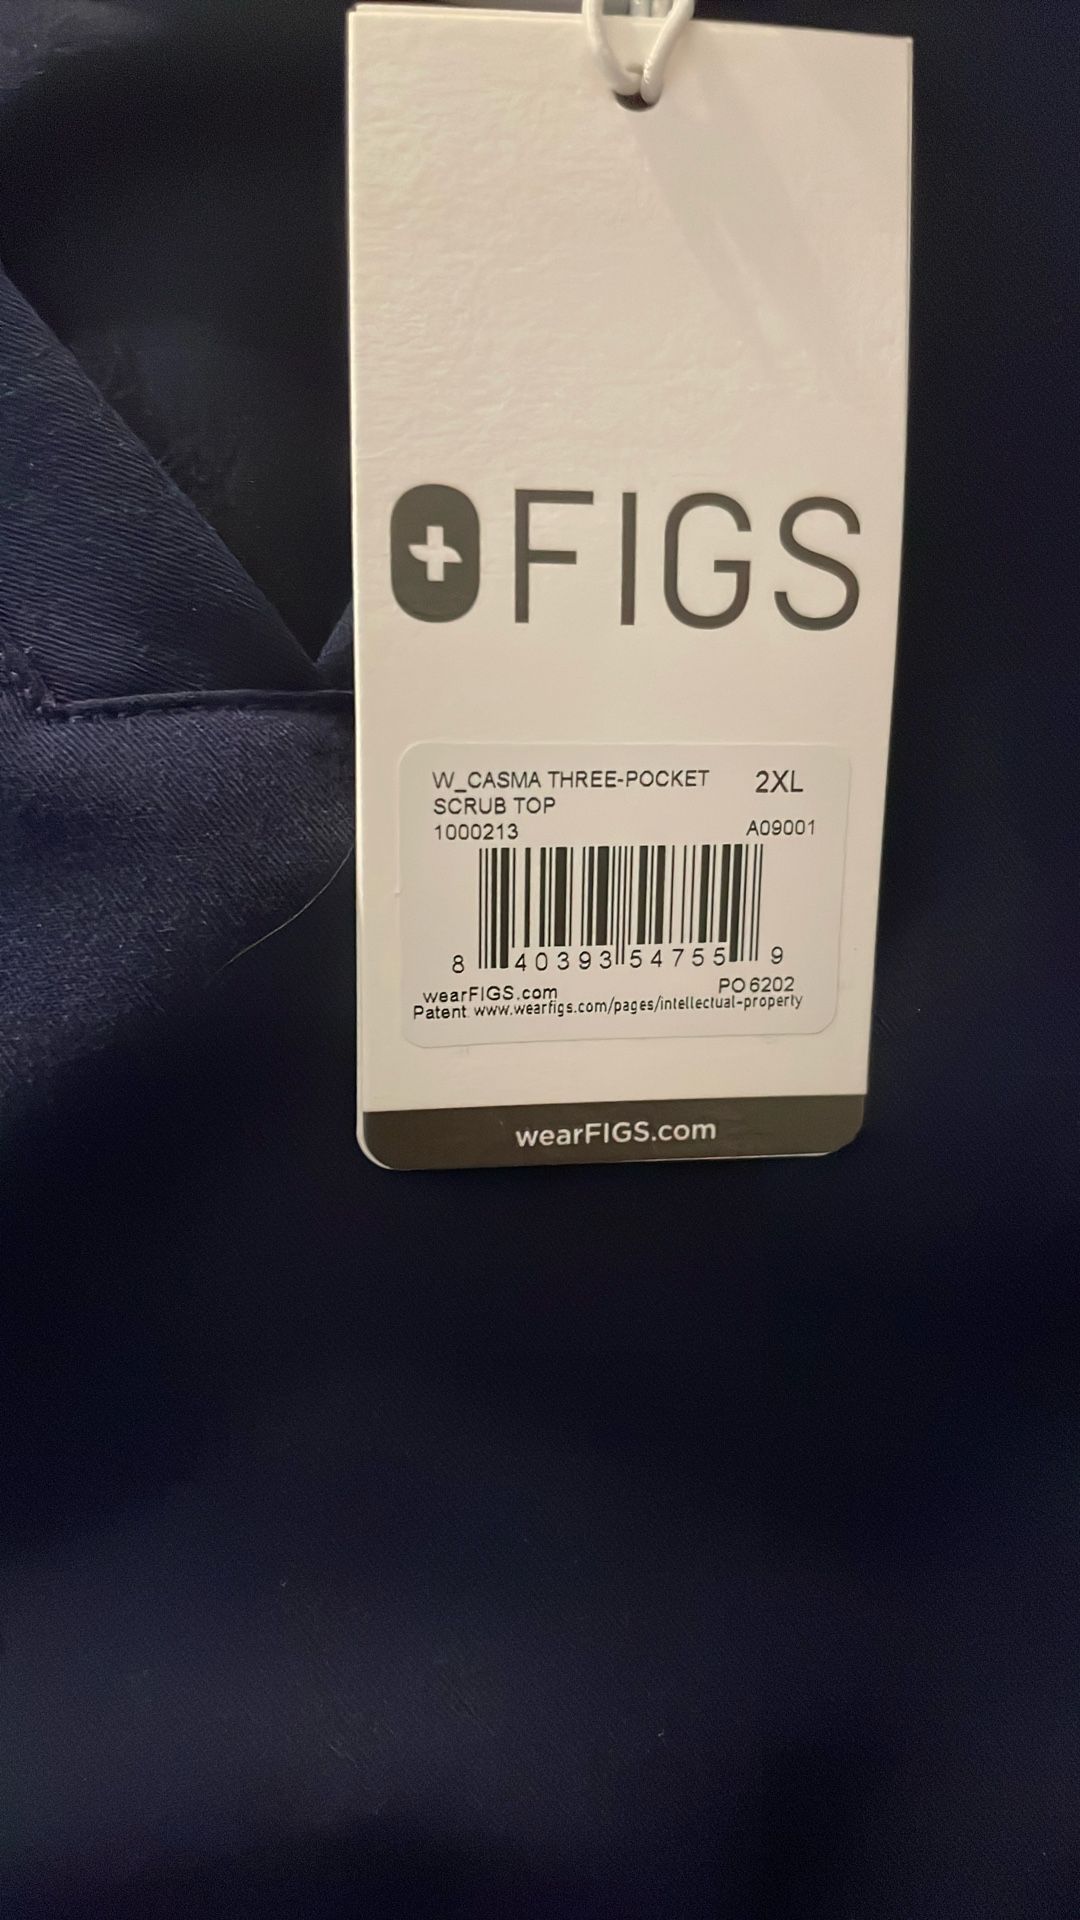 FIGS
W_CASMA THREE-POCKET 2XL
SCRUB TOP
1000213 A09001
8 40393 54755 9
wearFIGS.com PO 6202
Patent www.wearfigs.com/pages/intellectual-property
wearFIGS.com